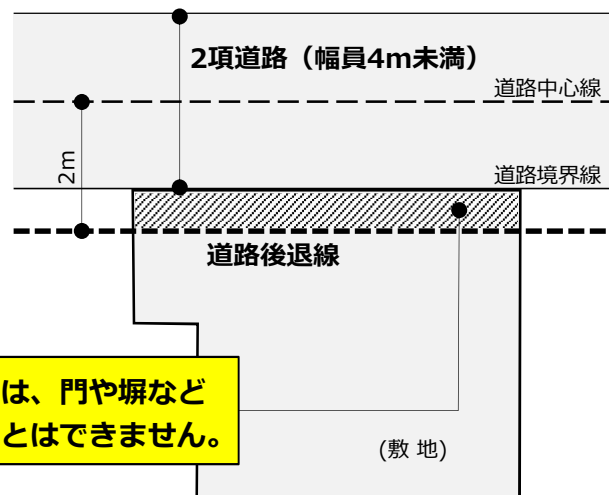 2項道路（幅員4m未満）
道路中心線
2m
道路境界線
道路後退線
は、門や塀など
とはできません。
(敷 地)